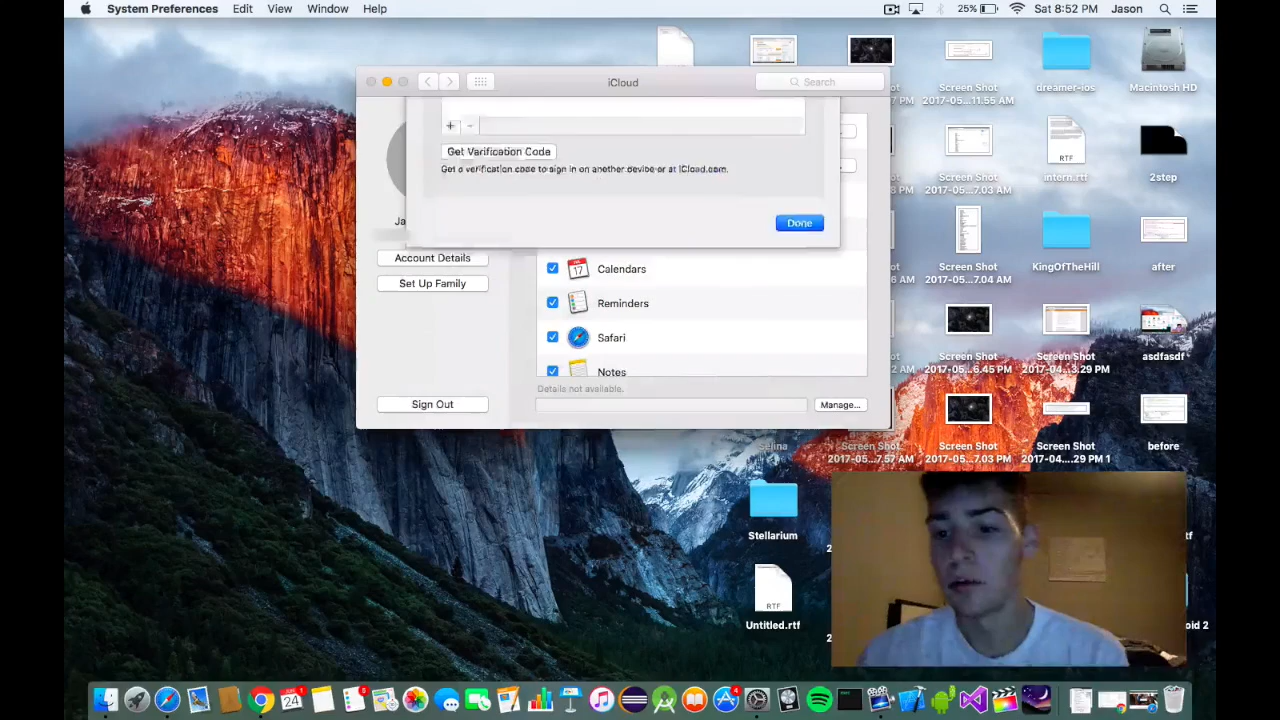 System Preferences Edit View Window Help
25% Sat 8:52 PM Jason
iCloud
Search
Get Verification Code
Get a verification code to sign in on another device or at iCloud.com.
Done
Ja
Account Details
Set Up Family
Sign Out
Calendars
Reminders
Safari
Notes
Details not available.
Manage...
Screen Shot
2017-05...11.55 AM
dreamer-ios
Macintosh HD
Screen Shot
2017-05....7.03 AM
RTF
intern.rtf
2step
Screen Shot
2017-05....7.04 AM
KingOfTheHill
after
Screen Shot
2017-05....6.45 PM
Screen Shot
2017-04....3.29 PM
asdfasdf
Selina
Screen Shot
2017-05....7.57 AM
Screen Shot
2017-05....7.03 PM
Screen Shot
2017-04....29 PM 1
before
Stellarium
RTF
Untitled.rtf